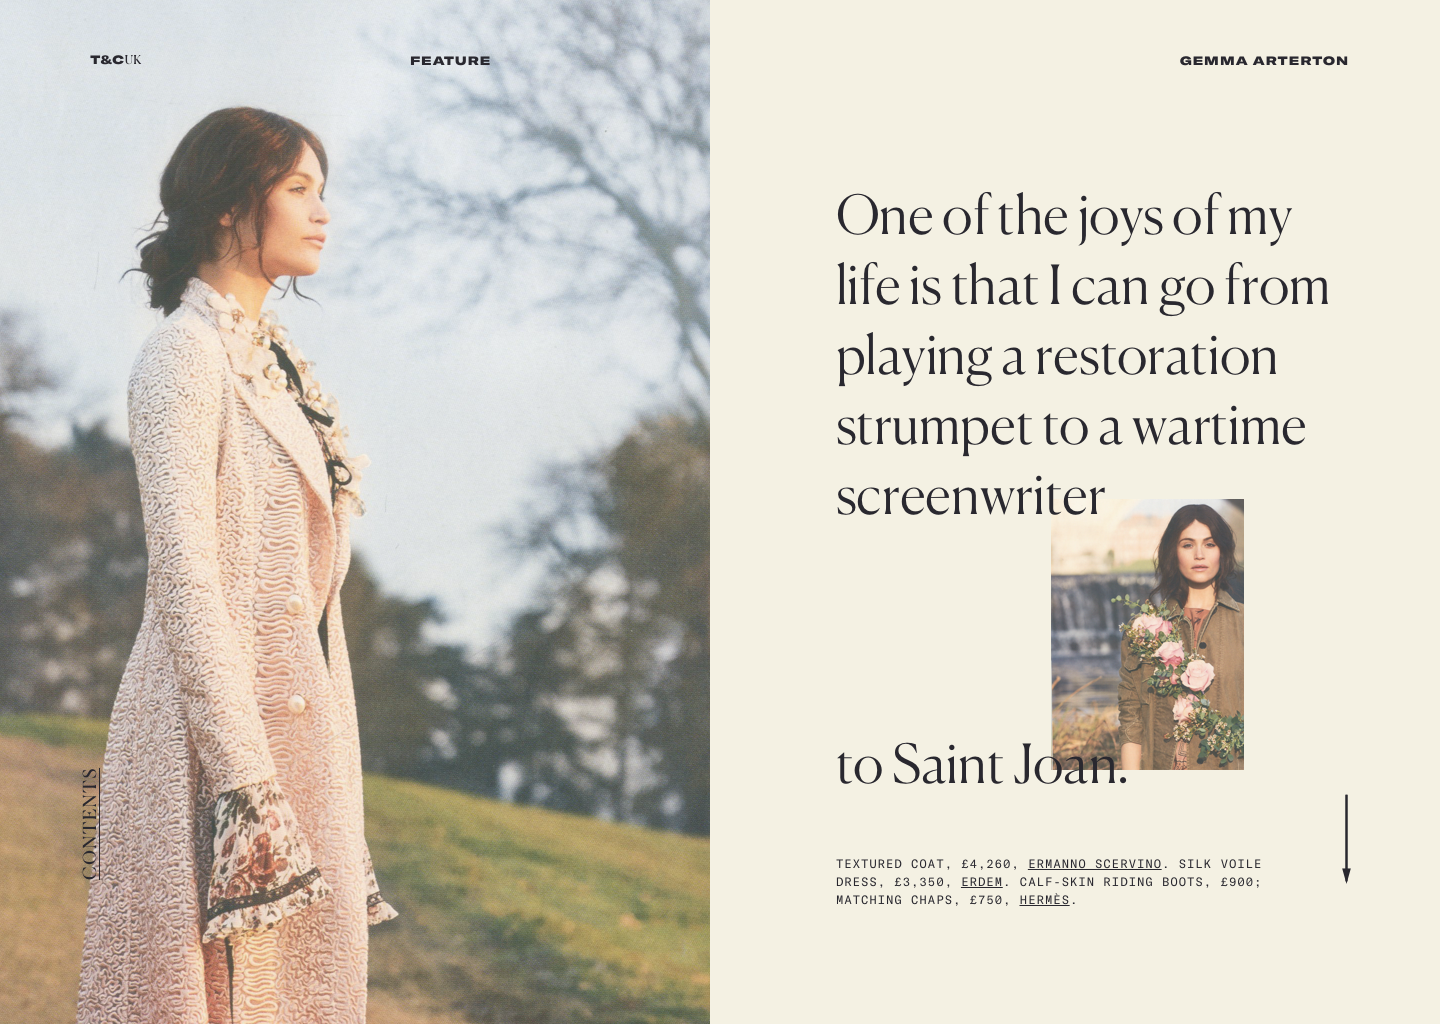 T&CUK
FEATURE
GEMMA ARTERTON
One of the joys of my
life is that I can go from
playing a restoration
strumpet to a wartime
screenwriter
to Saint Joan.
CONTENTS
TEXTURED COAT, £4,260, ERMANNO SCERVINO. SILK VOILE
DRESS, £3,350, ERDEM. CALF-SKIN RIDING BOOTS, £900;
MATCHING CHAPS, £750, HERMÈS.